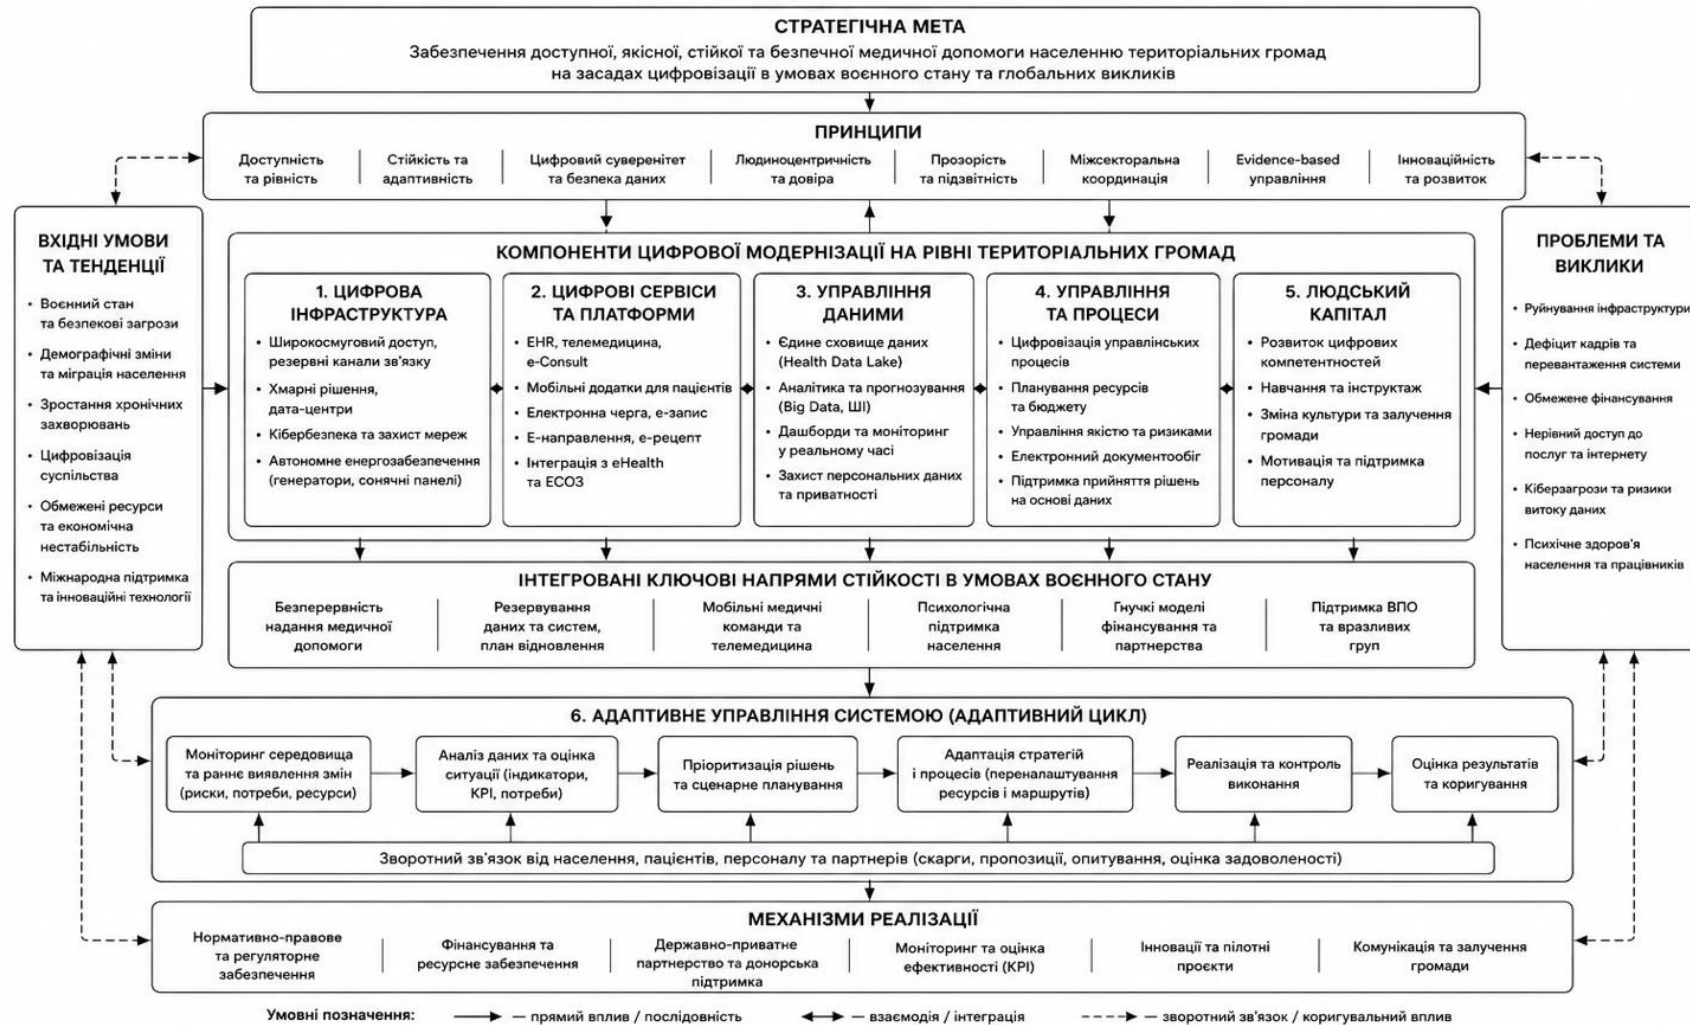 СТРАТЕГІЧНА МЕТА
Забезпечення доступної, якісної, стійкої та безпечної медичної допомоги населенню територіальних громад
на засадах цифровізації в умовах воєнного стану та глобальних викликів
ПРИНЦИПИ
Доступність
та рівність
Стійкість та
адаптивність
Цифровий суверенітет
та безпека даних
Людиноцентричність
та довіра
Прозорість
та підзвітність
Міжсекторальна
координація
Evidence-based
управління
Інноваційність
та розвиток
ВХІДНІ УМОВИ
ТА ТЕНДЕНЦІЇ
• Воєнний стан
та безпекові загрози
• Демографічні зміни
та міграція населення
• Зростання хронічних
захворювань
• Цифровізація
суспільства
• Обмежені ресурси
та економічна
нестабільність
• Міжнародна підтримка
та інноваційні технології
КОМПОНЕНТИ ЦИФРОВОЇ МОДЕРНІЗАЦІЇ НА РІВНІ ТЕРИТОРІАЛЬНИХ ГРОМАД
1. ЦИФРОВА
ІНФРАСТРУКТУРА
• Широкосмуговий доступ,
резервні канали зв'язку
• Хмарні рішення,
дата-центри
• Кібербезпека та захист мереж
• Автономне енергозабезпечення
(генератори, сонячні панелі)
2. ЦИФРОВІ СЕРВІСИ
ТА ПЛАТФОРМИ
• EHR, телемедицина,
e-Consult
• Мобільні додатки для пацієнтів
• Електронна черга, е-запис
• Е-направлення, е-рецепт
• Інтеграція з eHealth
та ЕСОЗ
3. УПРАВЛІННЯ
ДАНИМИ
• Єдине сховище даних
(Health Data Lake)
• Аналітика та прогнозування
(Big Data, ШІ)
• Дашборди та моніторинг
у реальному часі
• Захист персональних даних
та приватності
4. УПРАВЛІННЯ
ТА ПРОЦЕСИ
• Цифровізація управлінських
процесів
• Планування ресурсів
та бюджету
• Управління якістю та ризиками
• Електронний документообіг
• Підтримка прийняття рішень
на основі даних
5. ЛЮДСЬКИЙ
КАПІТАЛ
• Розвиток цифрових
компетентностей
• Навчання та інструктаж
• Зміна культури та залучення
громади
• Мотивація та підтримка
персоналу
ПРОБЛЕМИ ТА
ВИКЛИКИ
• Руйнування інфраструктури
• Дефіцит кадрів та
перевантаження системи
• Обмежене фінансування
• Нерівний доступ до
послуг та інтернету
• Кіберзагрози та ризики
витоку даних
• Психічне здоров'я
населення та працівників
ІНТЕГРОВАНІ КЛЮЧОВІ НАПРЯМИ СТІЙКОСТІ В УМОВАХ ВОЄННОГО СТАНУ
Безперервність
надання медичної
допомоги
Резервування
даних та систем,
план відновлення
Мобільні медичні
команди та
телемедицина
Психологічна
підтримка
населення
Гнучкі моделі
фінансування та
партнерства
Підтримка ВПО
та вразливих
груп
6. АДАПТИВНЕ УПРАВЛІННЯ СИСТЕМОЮ (АДАПТИВНИЙ ЦИКЛ)
Моніторинг середовища
та раннє виявлення змін
(риски, потреби, ресурси)
Аналіз даних та оцінка
ситуації (індикатори,
KPI, потреби)
Пріоритизація рішень
та сценарне планування
Адаптація стратегій
і процесів (переналаштування
ресурсів і маршрутів)
Реалізація та контроль
виконання
Оцінка результатів
та коригування
Зворотний зв'язок від населення, пацієнтів, персоналу та партнерів (скарги, пропозиції, опитування, оцінка задоволеності)
МЕХАНІЗМИ РЕАЛІЗАЦІЇ
Нормативно-правове
та регуляторне
забезпечення
Фінансування та
ресурсне забезпечення
Державно-приватне
партнерство та донорська
підтримка
Моніторинг та оцінка
ефективності (KPI)
Інновації та пілотні
проєкти
Комунікація та залучення
громади
Умовні позначення: — прямий вплив / послідовність — взаємодія / інтеграція — зворотний зв'язок / коригувальний вплив